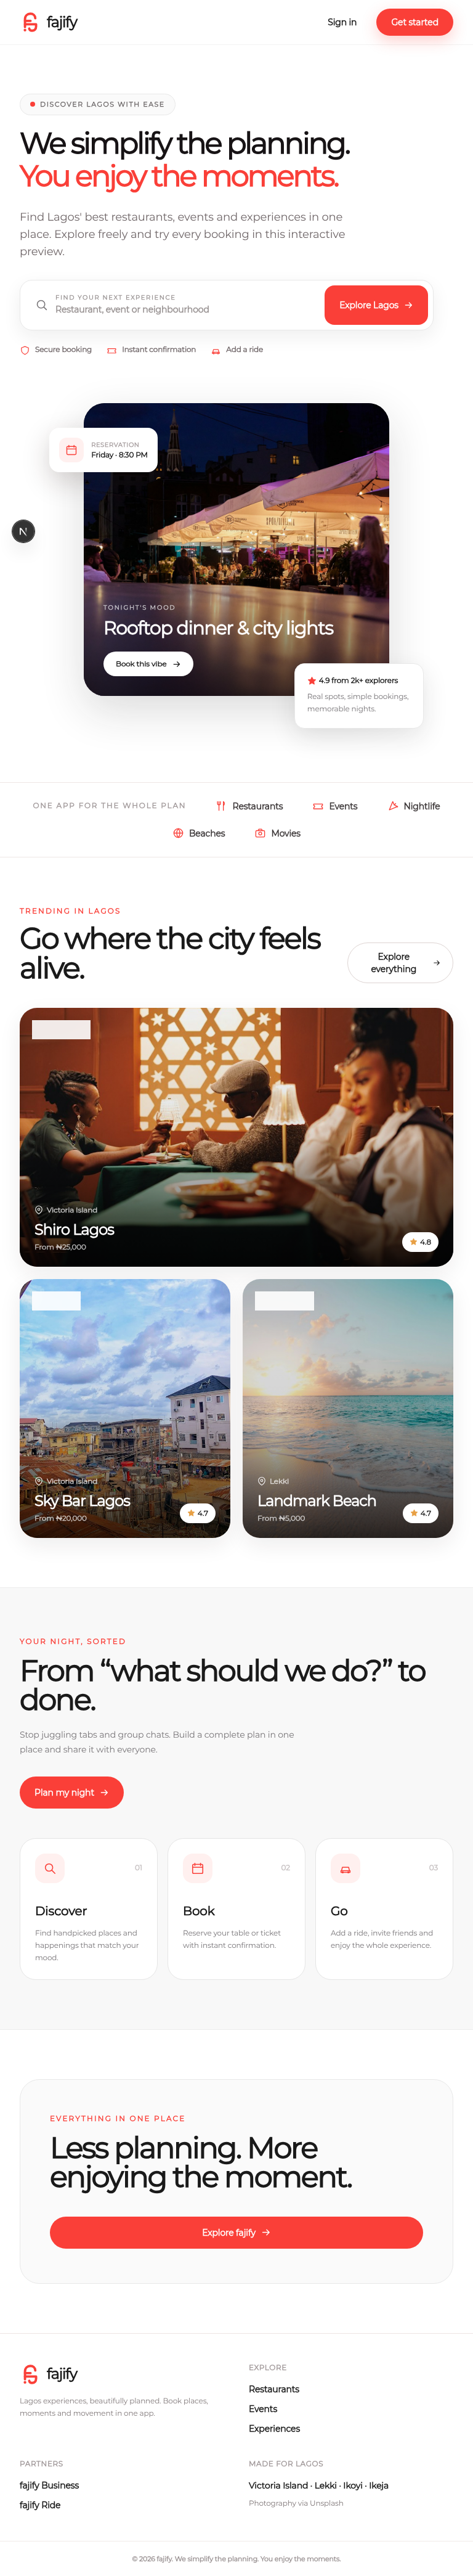 fajify
Sign in
Get started
DISCOVER LAGOS WITH EASE
We simplify the planning.
You enjoy the moments.
Find Lagos' best restaurants, events and experiences in one
place. Explore freely and try every booking in this interactive
preview.
FIND YOUR NEXT EXPERIENCE
Restaurant, event or neighbourhood
Explore Lagos
Secure booking
Instant confirmation
Add a ride
RESERVATION
Friday · 8:30 PM
N
TONIGHT'S MOOD
Rooftop dinner & city lights
Book this vibe
4.9 from 2k+ explorers
Real spots, simple bookings,
memorable nights.
ONE APP FOR THE WHOLE PLAN
Restaurants
Events
Nightlife
Beaches
Movies
TRENDING IN LAGOS
Go where the city feels
alive.
Explore
everything
Victoria Island
Shiro Lagos
From ₦25,000
4.8
Victoria Island
Sky Bar Lagos
From ₦20,000
4.7
Lekki
Landmark Beach
From ₦5,000
4.7
YOUR NIGHT, SORTED
From “what should we do?” to
done.
Stop juggling tabs and group chats. Build a complete plan in one
place and share it with everyone.
Plan my night
01
Discover
Find handpicked places and
happenings that match your
mood.
02
Book
Reserve your table or ticket
with instant confirmation.
03
Go
Add a ride, invite friends and
enjoy the whole experience.
EVERYTHING IN ONE PLACE
Less planning. More
enjoying the moment.
Explore fajify
fajify
Lagos experiences, beautifully planned. Book places,
moments and movement in one app.
EXPLORE
Restaurants
Events
Experiences
PARTNERS
fajify Business
fajify Ride
MADE FOR LAGOS
Victoria Island · Lekki · Ikoyi · Ikeja
Photography via Unsplash
© 2026 fajify. We simplify the planning. You enjoy the moments.